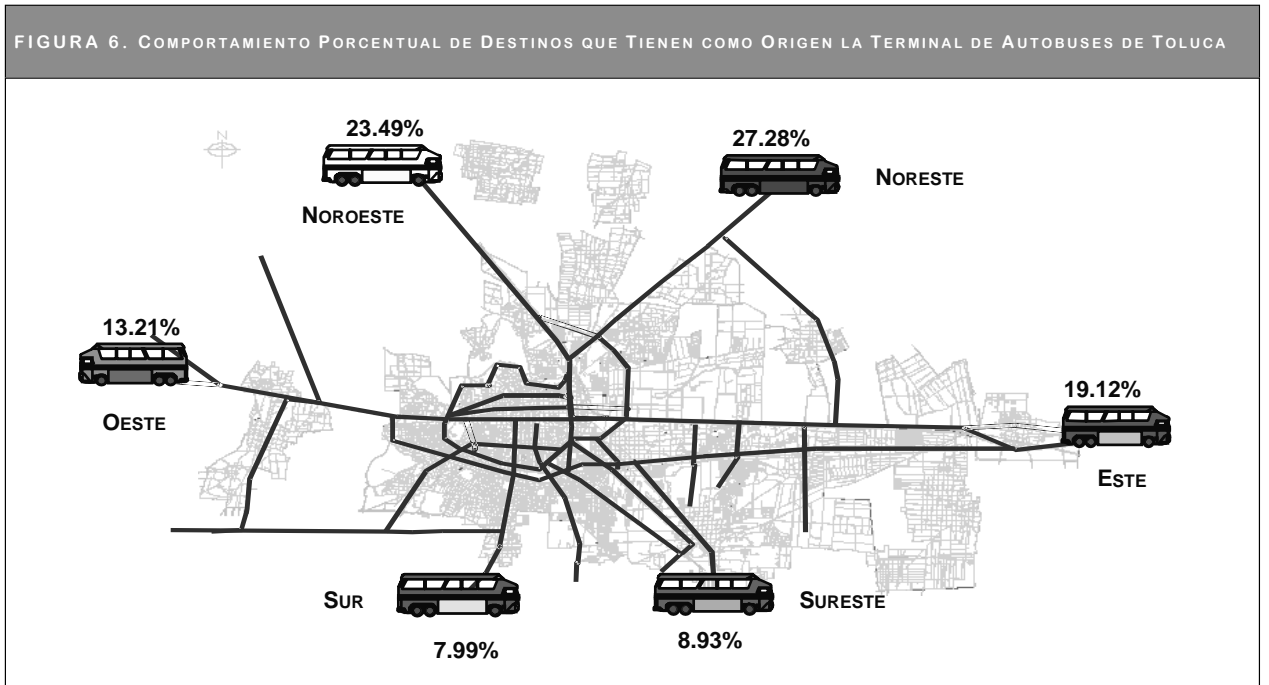 FIGURA 6. COMPORTAMIENTO PORCENTUAL DE DESTINOS QUE TIENEN COMO ORIGEN LA TERMINAL DE AUTOBUSES DE TOLUCA
N
23.49%
27.28%
NORESTE
NOROESTE
13.21%
OESTE
19.12%
ESTE
SUR
SURESTE
7.99%
8.93%